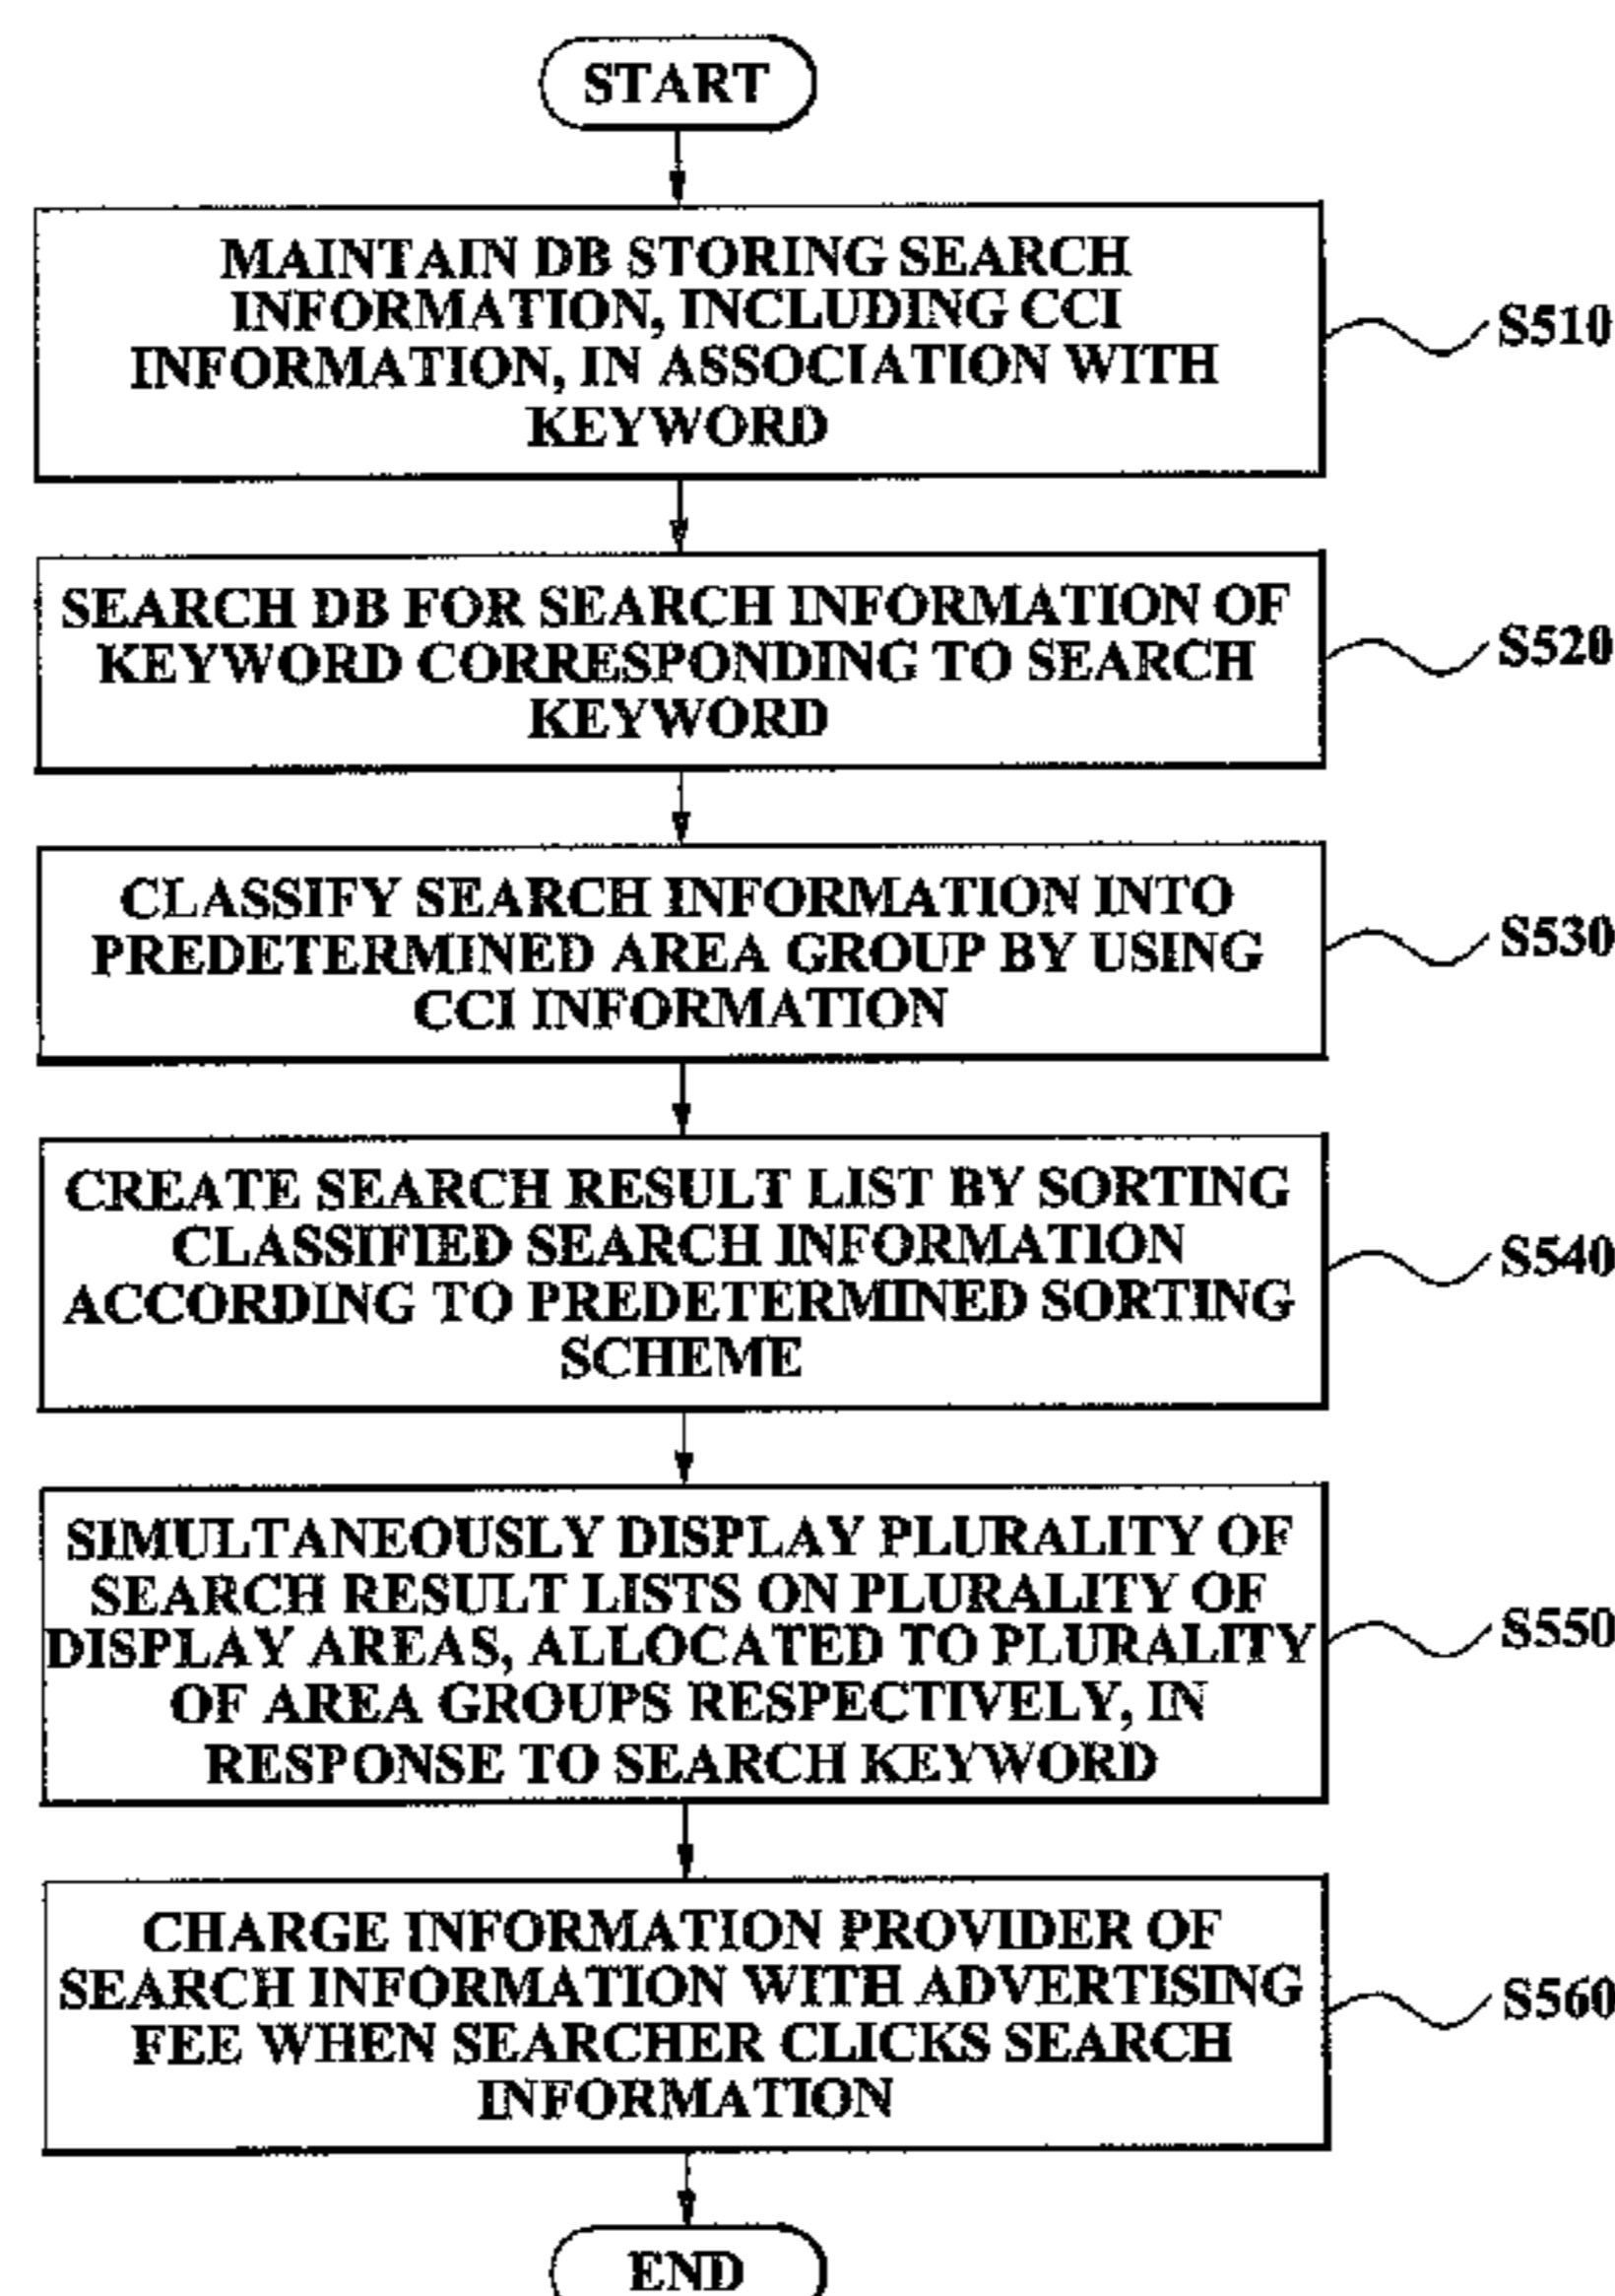 START
MAINTAIN DB STORING SEARCH
INFORMATION, INCLUDING CCI
INFORMATION, IN ASSOCIATION WITH
KEYWORD
S510
SEARCH DB FOR SEARCH INFORMATION OF
KEYWORD CORRESPONDING TO SEARCH
KEYWORD
S520
CLASSIFY SEARCH INFORMATION INTO
PREDETERMINED AREA GROUP BY USING
CCI INFORMATION
S530
CREATE SEARCH RESULT LIST BY SORTING
CLASSIFIED SEARCH INFORMATION
ACCORDING TO PREDETERMINED SORTING
SCHEME
S540
SIMULTANEOUSLY DISPLAY PLURALITY OF
SEARCH RESULT LISTS ON PLURALITY OF
DISPLAY AREAS, ALLOCATED TO PLURALITY
OF AREA GROUPS RESPECTIVELY, IN
RESPONSE TO SEARCH KEYWORD
S550
CHARGE INFORMATION PROVIDER OF
SEARCH INFORMATION WITH ADVERTISING
FEE WHEN SEARCHER CLICKS SEARCH
INFORMATION
S560
END